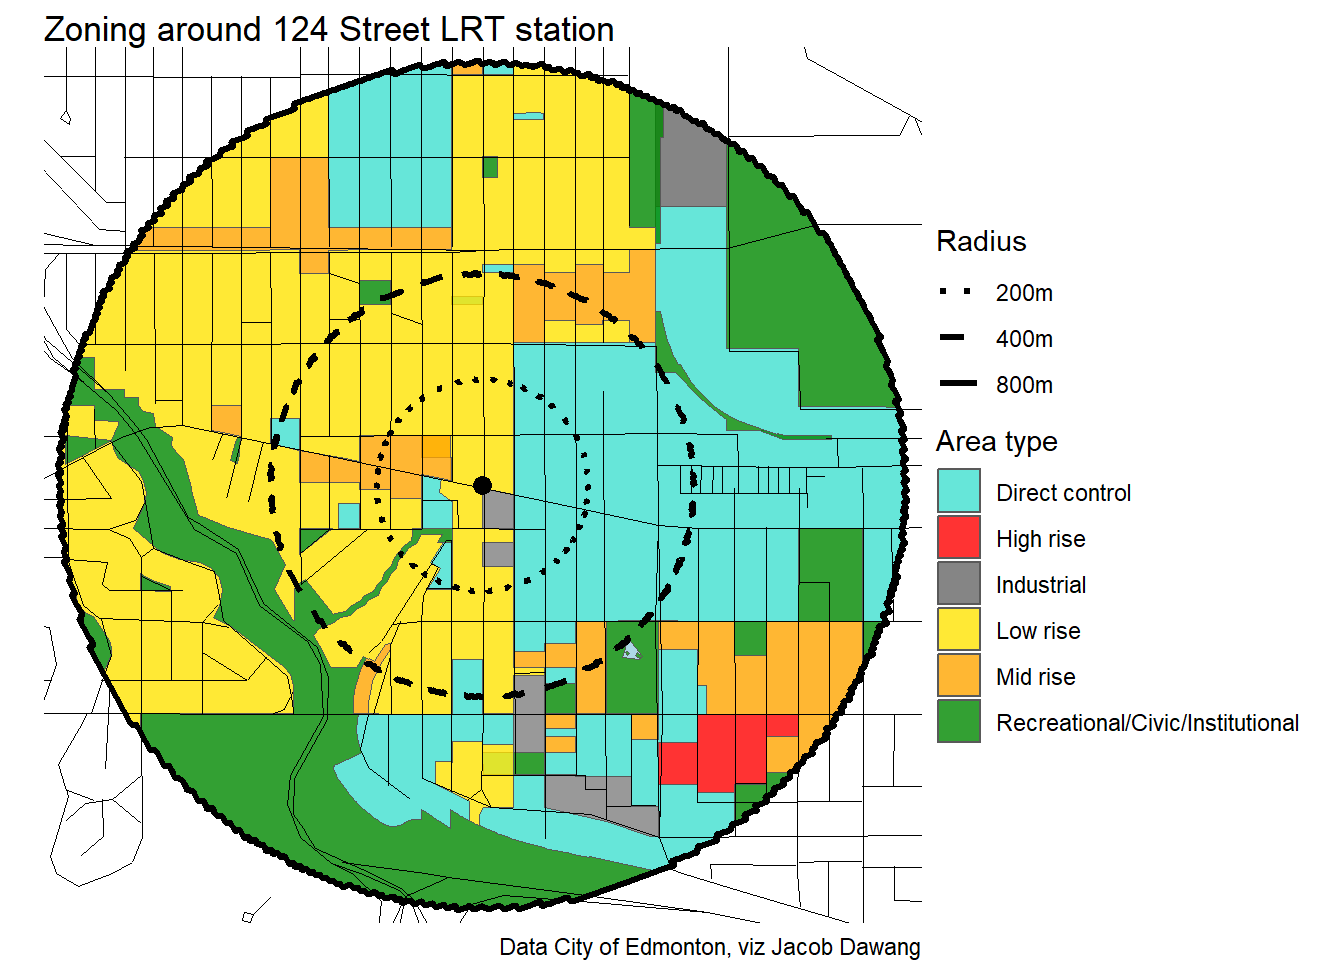 Zoning around 124 Street LRT station
Radius
200m
400m
800m
Area type
Direct control
High rise
Industrial
Low rise
Mid rise
Recreational/Civic/Institutional
Data City of Edmonton, viz Jacob Dawang